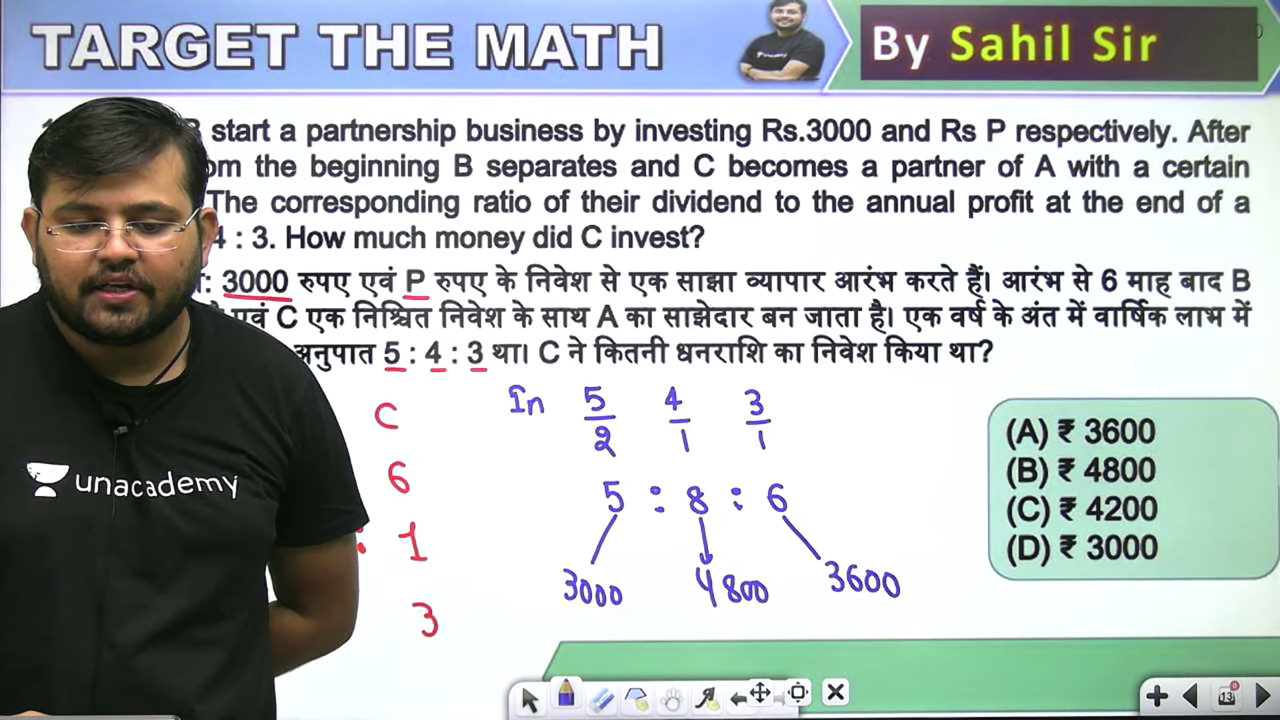 TARGET THE MATH
unacademy
By Sahil Sir
start a partnership business by investing Rs.3000 and Rs P respectively. After
from the beginning B separates and C becomes a partner of A with a certain
The corresponding ratio of their dividend to the annual profit at the end of a
4 : 3. How much money did C invest?
3000 रुपए एवं P रुपए के निवेश से एक साझा व्यापार आरंभ करते हैं। आरंभ से 6 माह बाद B
एवं C एक निश्चित निवेश के साथ A का साझेदार बन जाता है। एक वर्ष के अंत में वार्षिक लाभ में
अनुपात 5 : 4 : 3 था। C ने कितनी धनराशि का निवेश किया था?
C
6
: 1
3
In 5/2 4/1 3/1
5 : 8 : 6
3000 4800 3600
(A) ₹ 3600
(B) ₹ 4800
(C) ₹ 4200
(D) ₹ 3000
unacademy
13